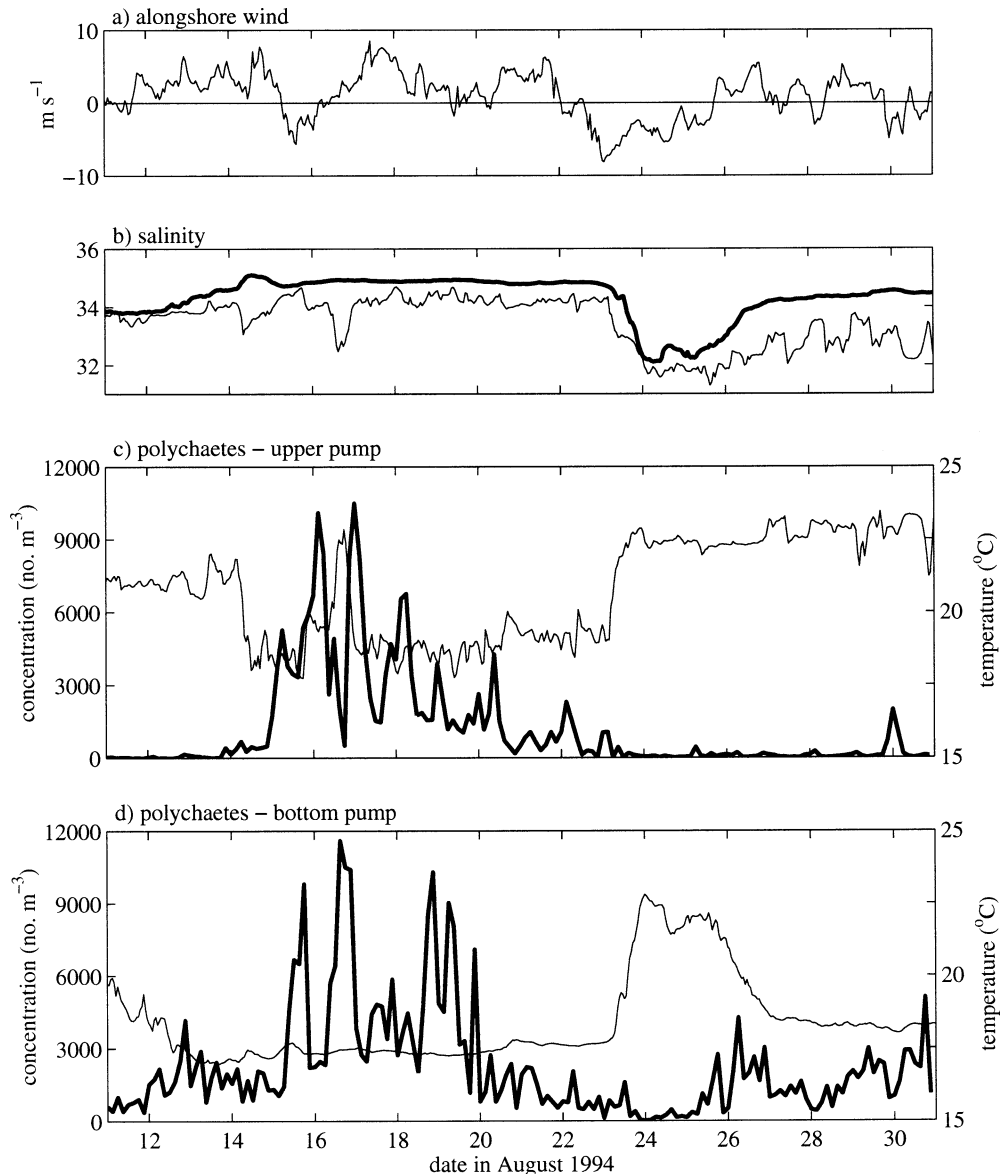 a) alongshore wind
10
0
−10
m s⁻¹
b) salinity
36
34
32
c) polychaetes − upper pump
12000
9000
6000
3000
0
concentration (no. m⁻³)
25
20
15
temperature (°C)
d) polychaetes − bottom pump
12000
9000
6000
3000
0
concentration (no. m⁻³)
25
20
15
temperature (°C)
12 14 16 18 20 22 24 26 28 30
date in August 1994